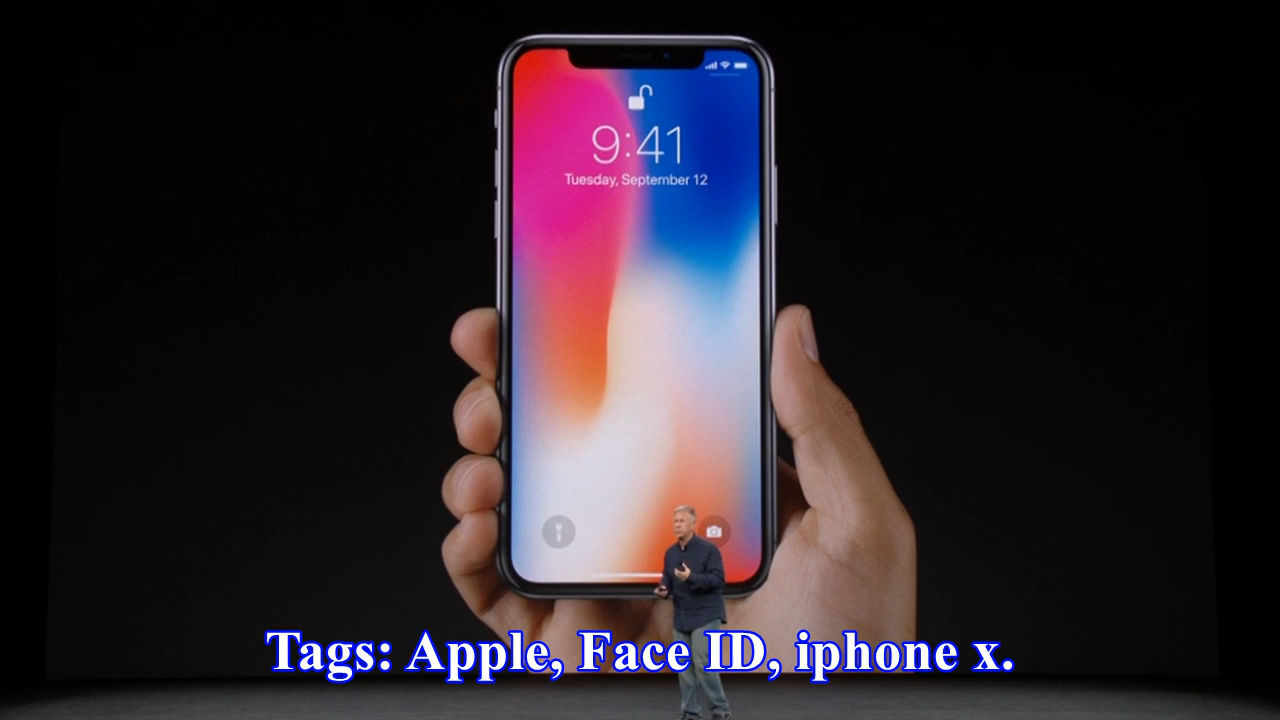 9:41
Tuesday, September 12
Tags: Apple, Face ID, iphone x.